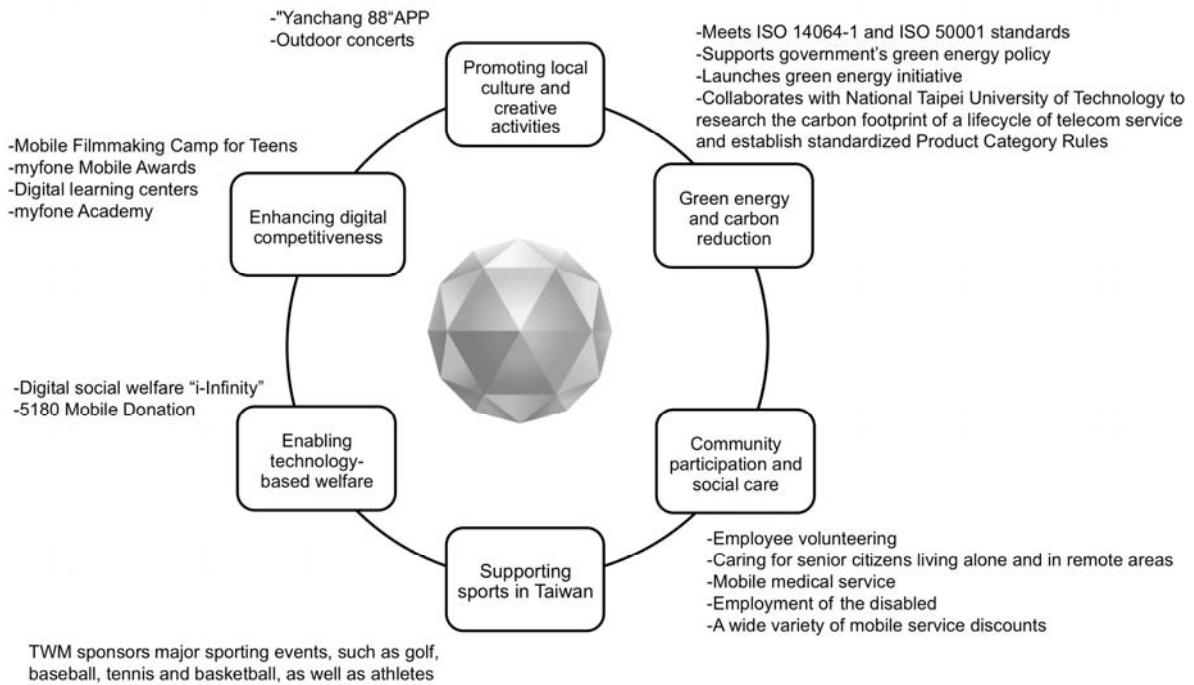 -"Yanchang 88“APP
-Outdoor concerts
Promoting local
culture and
creative
activities
-Meets ISO 14064-1 and ISO 50001 standards
-Supports government’s green energy policy
-Launches green energy initiative
-Collaborates with National Taipei University of Technology to
research the carbon footprint of a lifecycle of telecom service
and establish standardized Product Category Rules
Green energy
and carbon
reduction
-Mobile Filmmaking Camp for Teens
-myfone Mobile Awards
-Digital learning centers
-myfone Academy
Enhancing digital
competitiveness
-Digital social welfare “i-Infinity”
-5180 Mobile Donation
Enabling
technology-
based welfare
Community
participation and
social care
-Employee volunteering
-Caring for senior citizens living alone and in remote areas
-Mobile medical service
-Employment of the disabled
-A wide variety of mobile service discounts
Supporting
sports in Taiwan
TWM sponsors major sporting events, such as golf,
baseball, tennis and basketball, as well as athletes